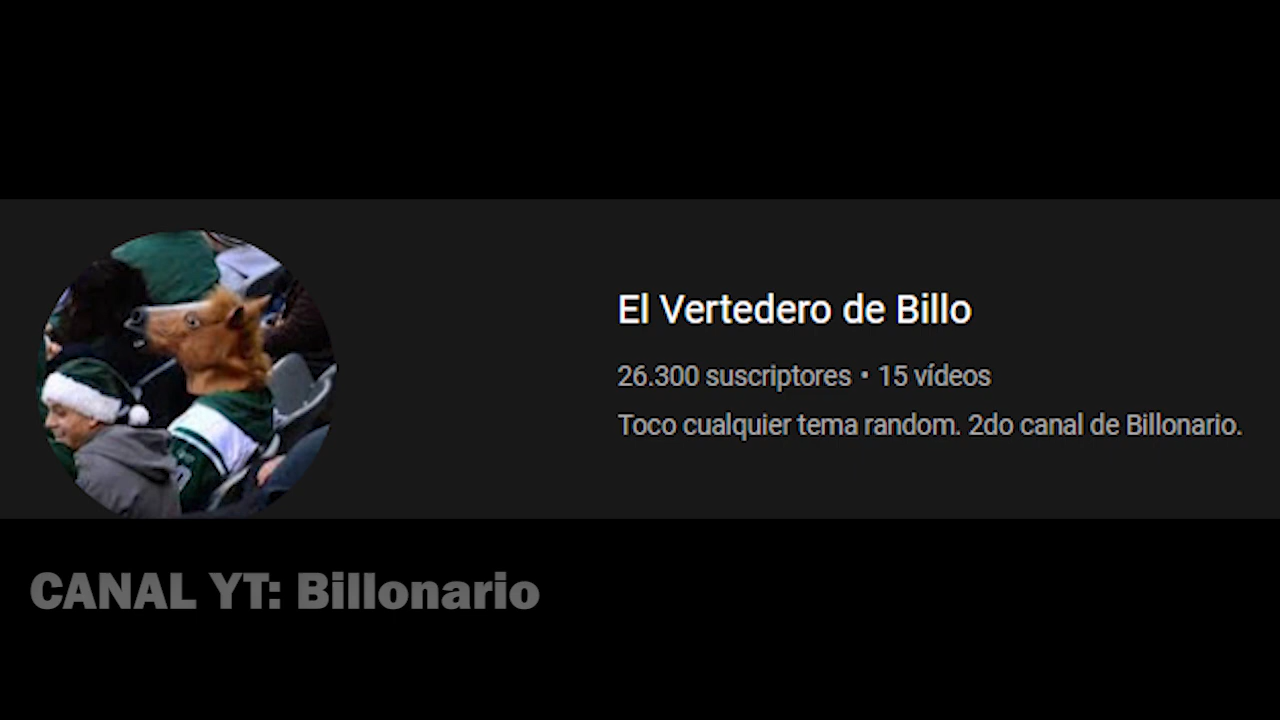 El Vertedero de Billo
26.300 suscriptores • 15 vídeos
Toco cualquier tema random. 2do canal de Billonario.
CANAL YT: Billonario